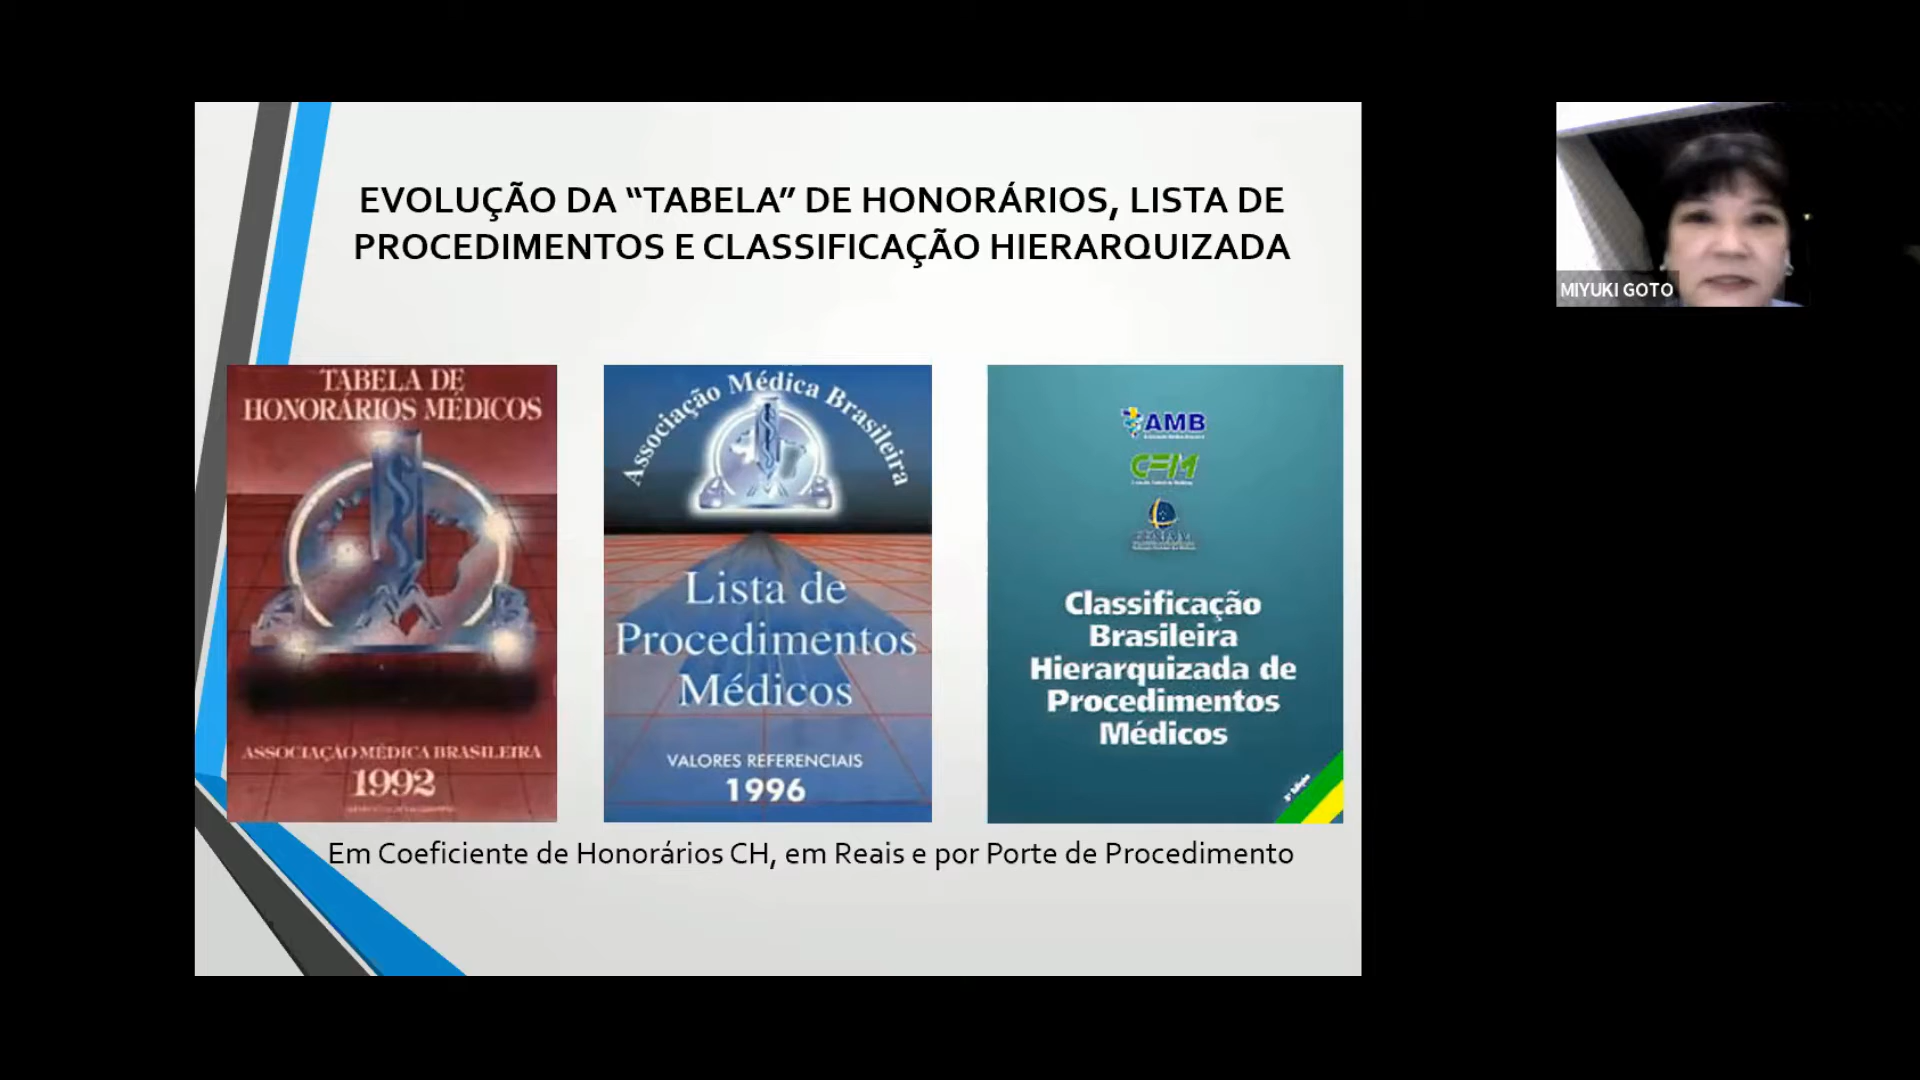 EVOLUÇÃO DA “TABELA” DE HONORÁRIOS, LISTA DE
PROCEDIMENTOS E CLASSIFICAÇÃO HIERARQUIZADA
MIYUKI GOTO
TABELA DE
HONORÁRIOS MÉDICOS
ASSOCIAÇÃO MÉDICA BRASILEIRA
1992
Associação Médica Brasileira
Lista de
Procedimentos
Médicos
VALORES REFERENCIAIS
1996
AMB
CFM
Classificação
Brasileira
Hierarquizada de
Procedimentos
Médicos
Em Coeficiente de Honorários CH, em Reais e por Porte de Procedimento